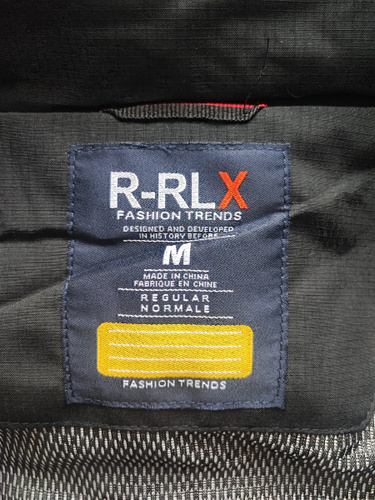 R-RLX
FASHION TRENDS
DESIGNED AND DEVELOPED
IN HISTORY BEFORE
M
MADE IN CHINA
FABRIQUE EN CHINE
REGULAR
NORMALE
FASHION TRENDS